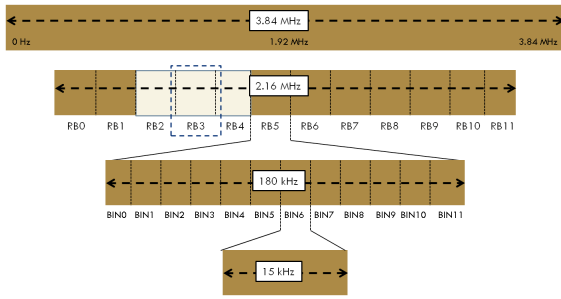 3.84 MHz
0 Hz 1.92 MHz 3.84 MHz
2.16 MHz
RB0 RB1 RB2 RB3 RB4 RB5 RB6 RB7 RB8 RB9 RB10 RB11
180 kHz
BIN0 BIN1 BIN2 BIN3 BIN4 BIN5 BIN6 BIN7 BIN8 BIN9 BIN10 BIN11
15 kHz